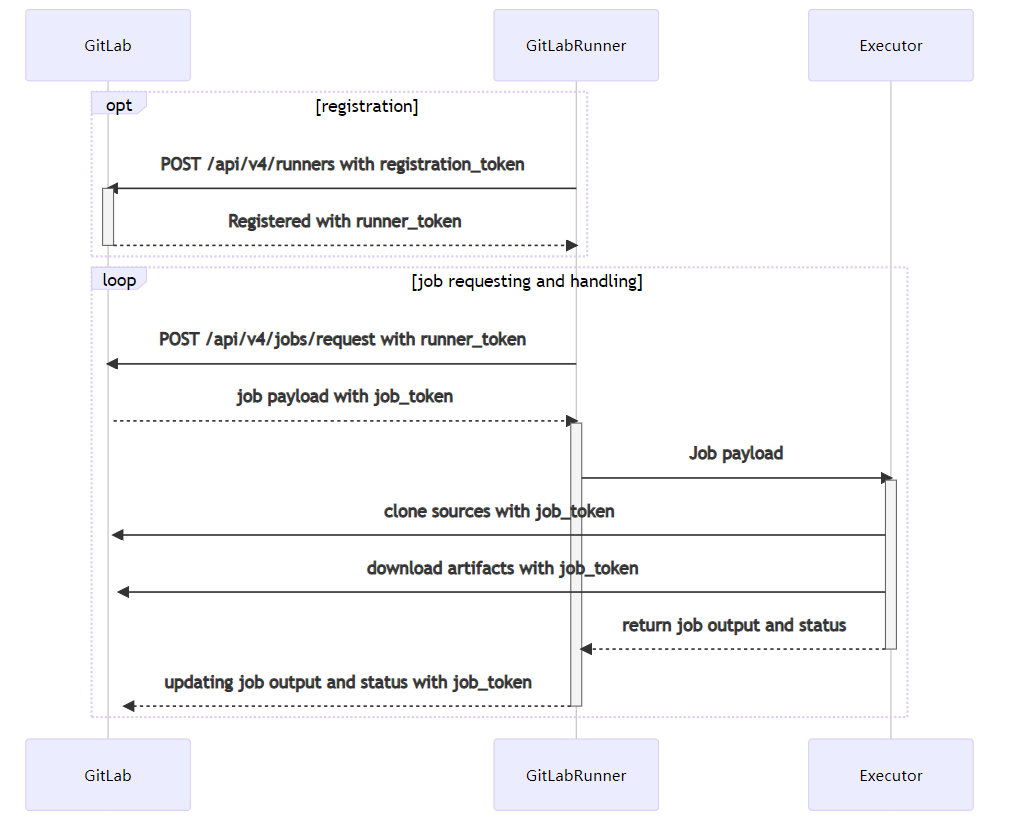 GitLab
GitLabRunner
Executor
opt
[registration]
POST /api/v4/runners with registration_token
Registered with runner_token
loop
[job requesting and handling]
POST /api/v4/jobs/request with runner_token
job payload with job_token
Job payload
clone sources with job_token
download artifacts with job_token
return job output and status
updating job output and status with job_token
GitLab
GitLabRunner
Executor